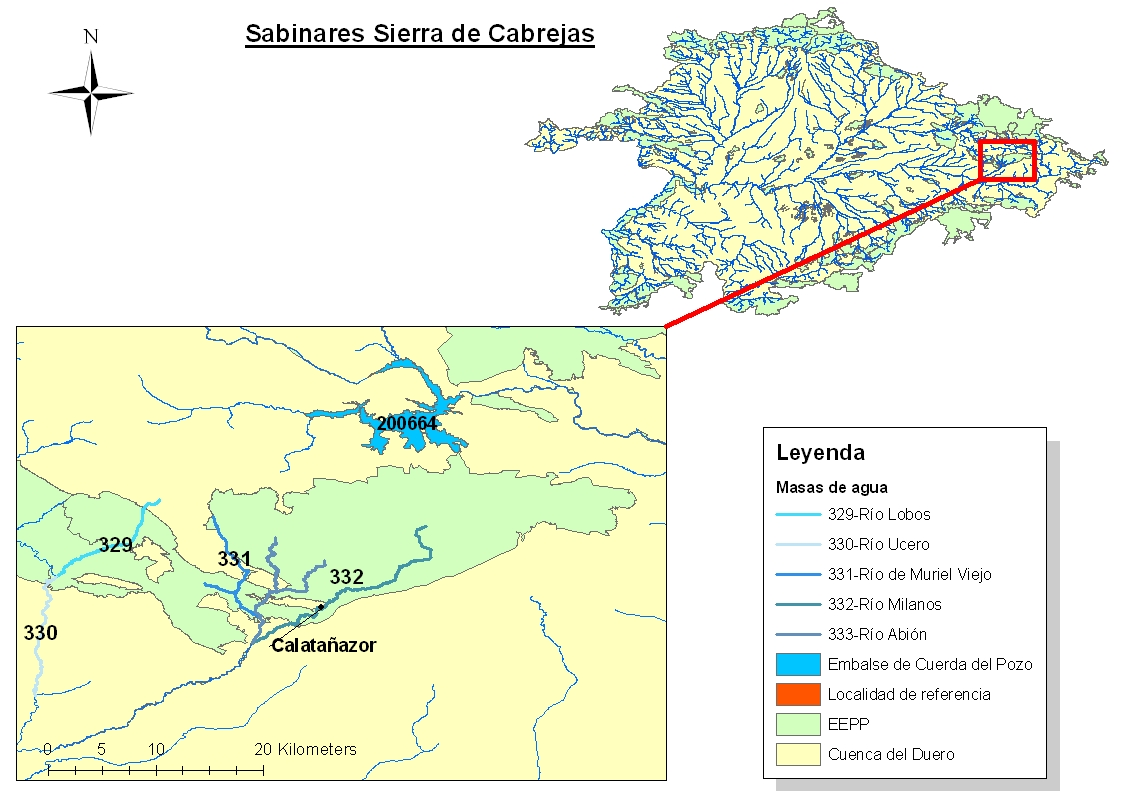 N
Sabinares Sierra de Cabrejas
200664
329
331
332
330
Calatañazor
0 5 10 20 Kilometers
Leyenda
Masas de agua
329-Río Lobos
330-Río Ucero
331-Río de Muriel Viejo
332-Río Milanos
333-Río Abión
Embalse de Cuerda del Pozo
Localidad de referencia
EEPP
Cuenca del Duero